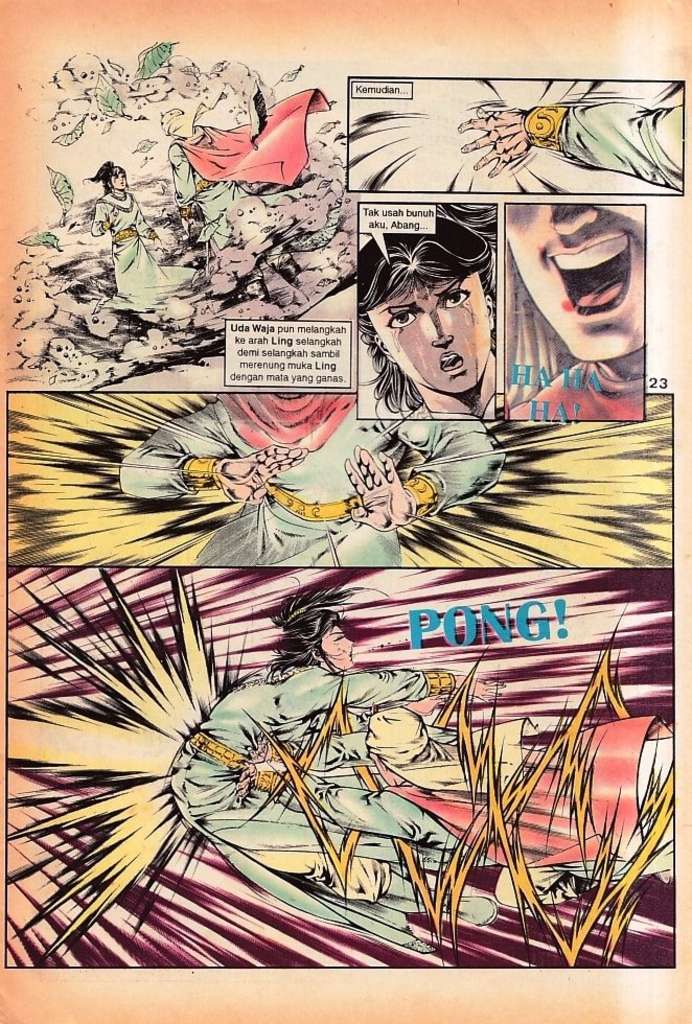 Uda Waja pun melangkah
ke arah Ling selangkah
demi selangkah sambil
merenung muka Ling
dengan mata yang ganas.
Kemudian...
Tak usah bunuh
aku, Abang...
HA HA
HA!
23
PONG!